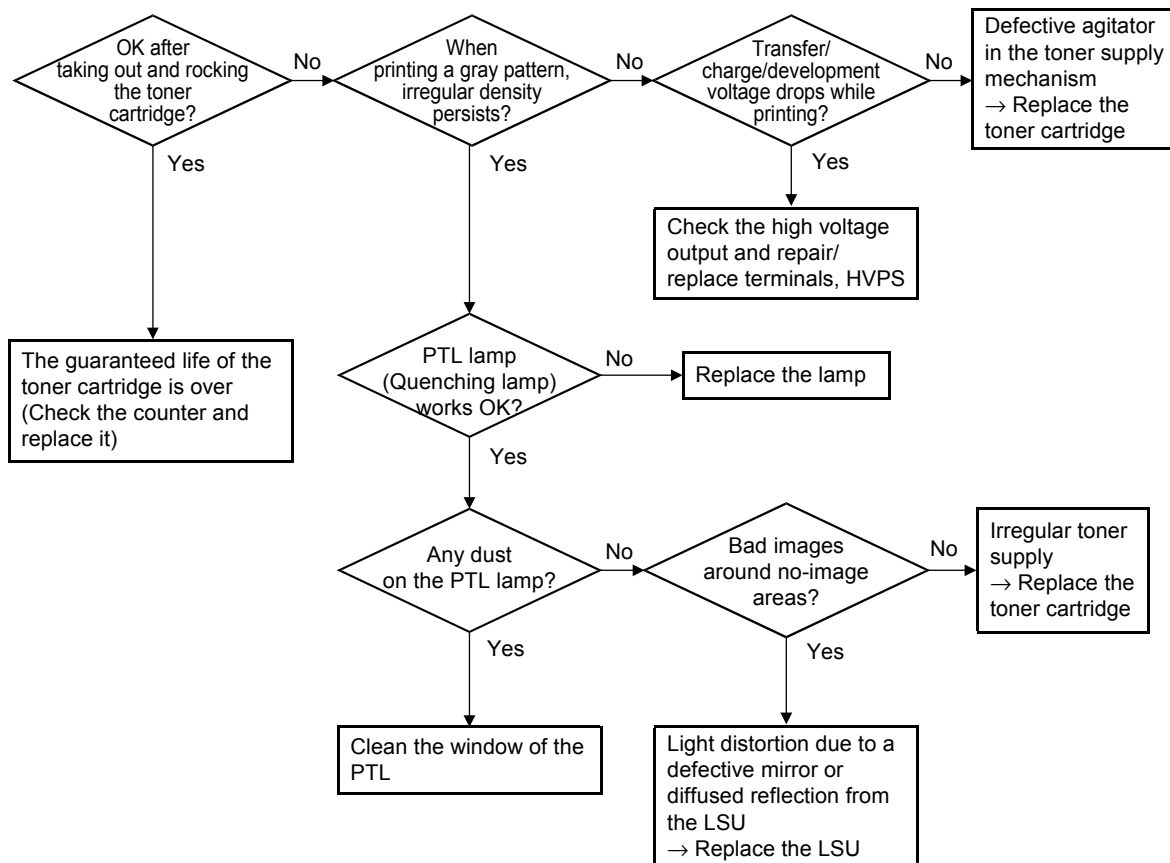 OK after
taking out and rocking
the toner
cartridge?
No
Yes
When
printing a gray pattern,
irregular density
persists?
No
Yes
Transfer/
charge/development
voltage drops while
printing?
No
Yes
Defective agitator
in the toner supply
mechanism
→ Replace the
toner cartridge
Check the high voltage
output and repair/
replace terminals, HVPS
The guaranteed life of the
toner cartridge is over
(Check the counter and
replace it)
PTL lamp
(Quenching lamp)
works OK?
No
Yes
Replace the lamp
Any dust
on the PTL lamp?
No
Yes
Bad images
around no-image
areas?
No
Yes
Irregular toner
supply
→ Replace the
toner cartridge
Clean the window of the
PTL
Light distortion due to a
defective mirror or
diffused reflection from
the LSU
→ Replace the LSU